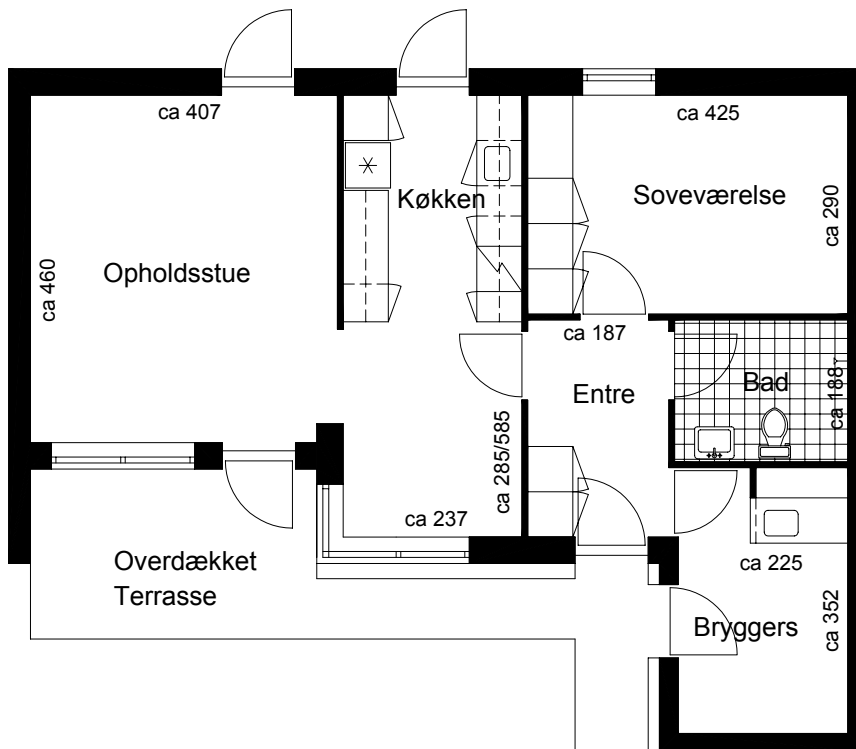 ca 407
ca 425
Køkken
Soveværelse
ca 290
Opholdsstue
ca 460
ca 187
Entre
Bad
ca 188
ca 285/585
ca 237
Overdækket
Terrasse
ca 225
Bryggers
ca 352